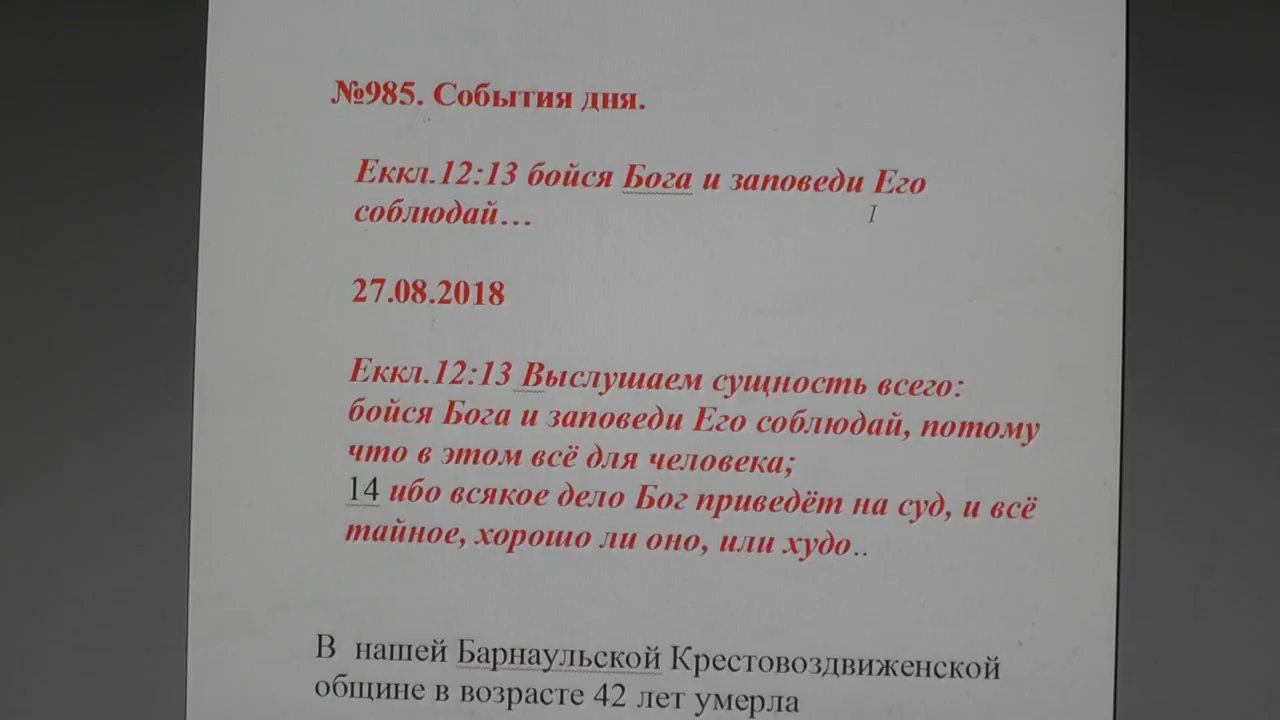 №985. События дня.
Еккл.12:13 бойся Бога и заповеди Его
соблюдай…
27.08.2018
Еккл.12:13 Выслушаем сущность всего:
бойся Бога и заповеди Его соблюдай, потому
что в этом всё для человека;
14 ибо всякое дело Бог приведёт на суд, и всё
тайное, хорошо ли оно, или худо..
В нашей Барнаульской Крестовоздвиженской
общине в возрасте 42 лет умерла